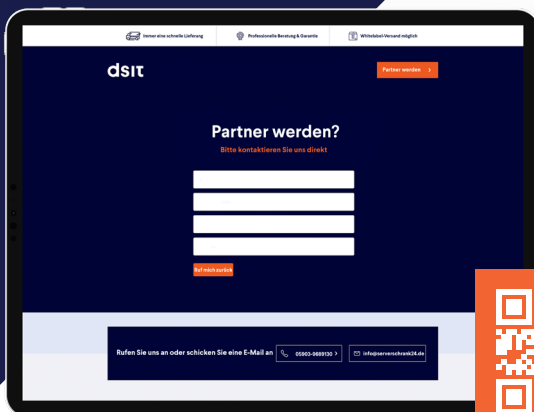 Immer eine schnelle Lieferung
Professionelle Beratung & Garantie
Whitelabel-Versand möglich
dsit
Partner werden
Partner werden?
Bitte kontaktieren Sie uns direkt
Ruf mich zurück
Rufen Sie uns an oder schicken Sie eine E-Mail an
05903-9689130
info@serverschrank24.de